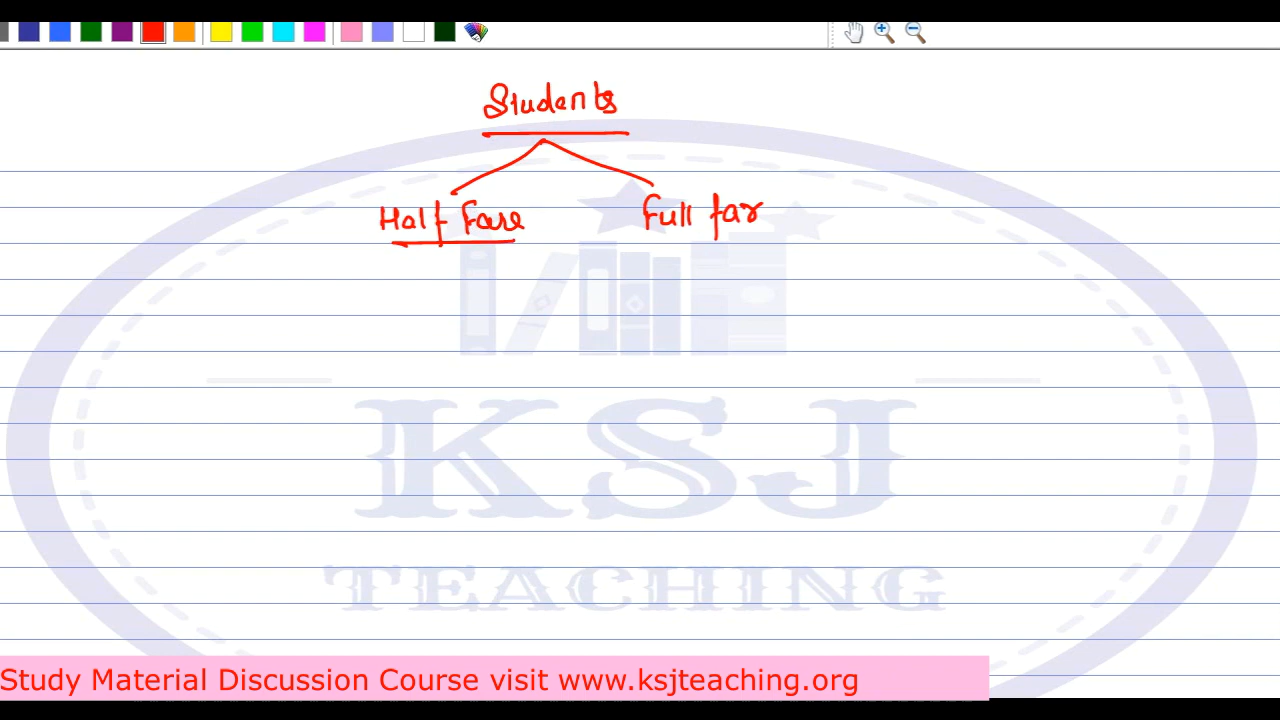 Students
Half Fare
Full far
KSJ
TEACHING
Study Material Discussion Course visit www.ksjteaching.org